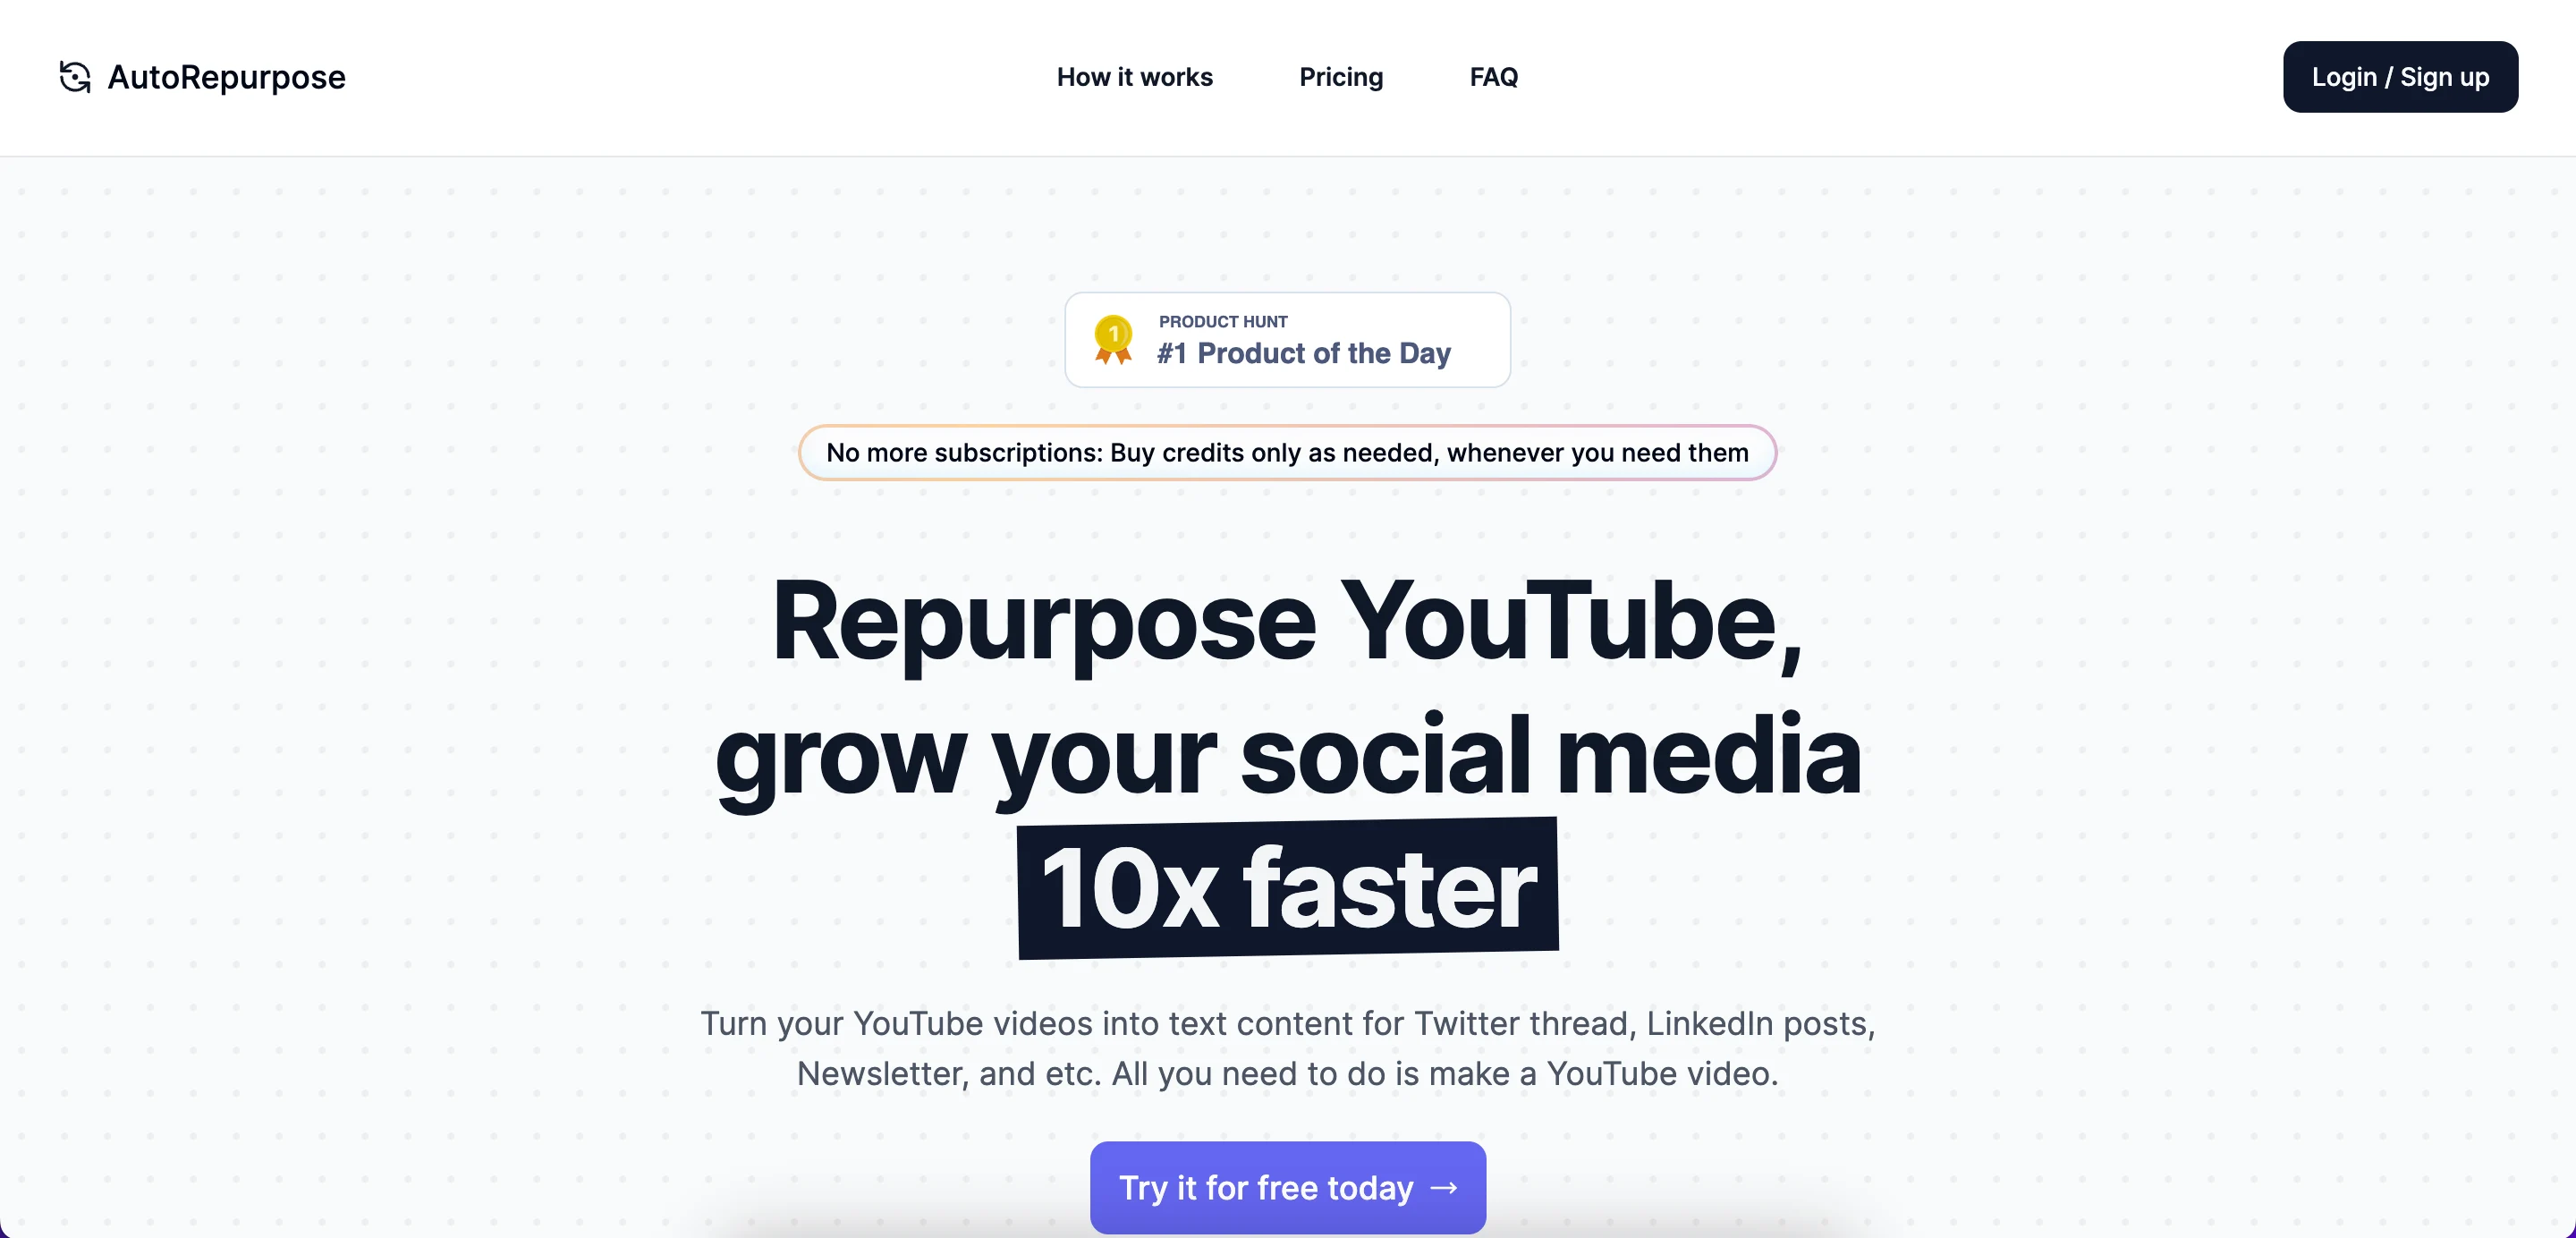 AutoRepurpose
How it works
Pricing
FAQ
Login / Sign up
1
PRODUCT HUNT
#1 Product of the Day
No more subscriptions: Buy credits only as needed, whenever you need them
Repurpose YouTube,
grow your social media
10x faster
Turn your YouTube videos into text content for Twitter thread, LinkedIn posts,
Newsletter, and etc. All you need to do is make a YouTube video.
Try it for free today →